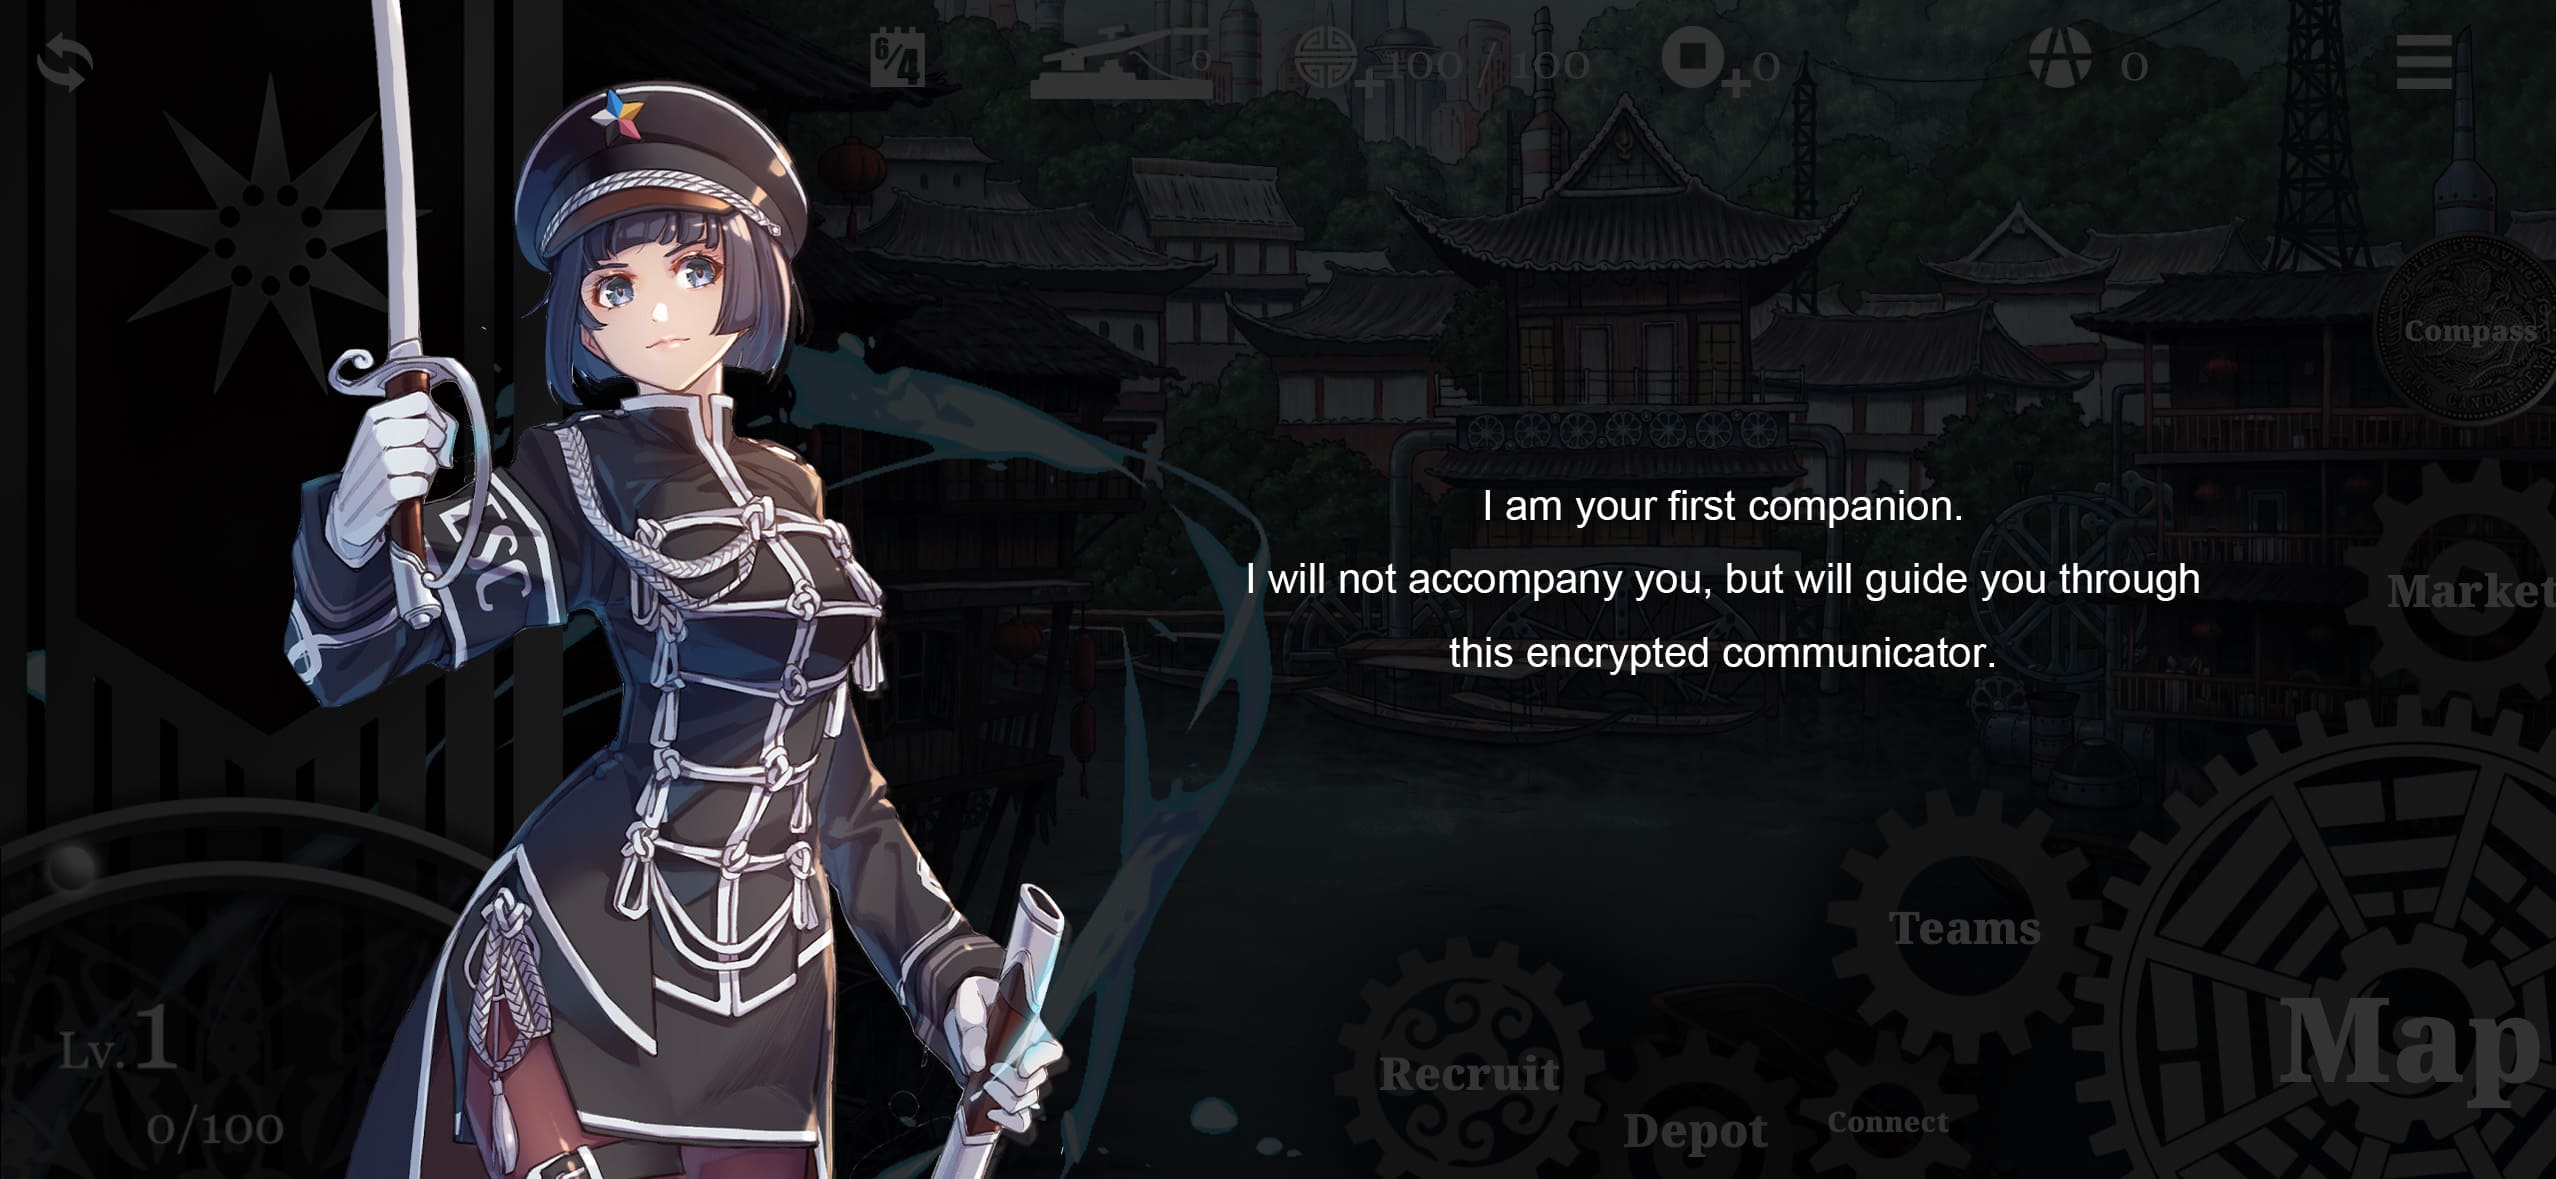 6/4
0
100 / 100
0
0
Compass
ESC
I am your first companion.
I will not accompany you, but will guide you through
this encrypted communicator.
Market
Teams
Map
Lv.1
Recruit
Depot
Connect
0/100